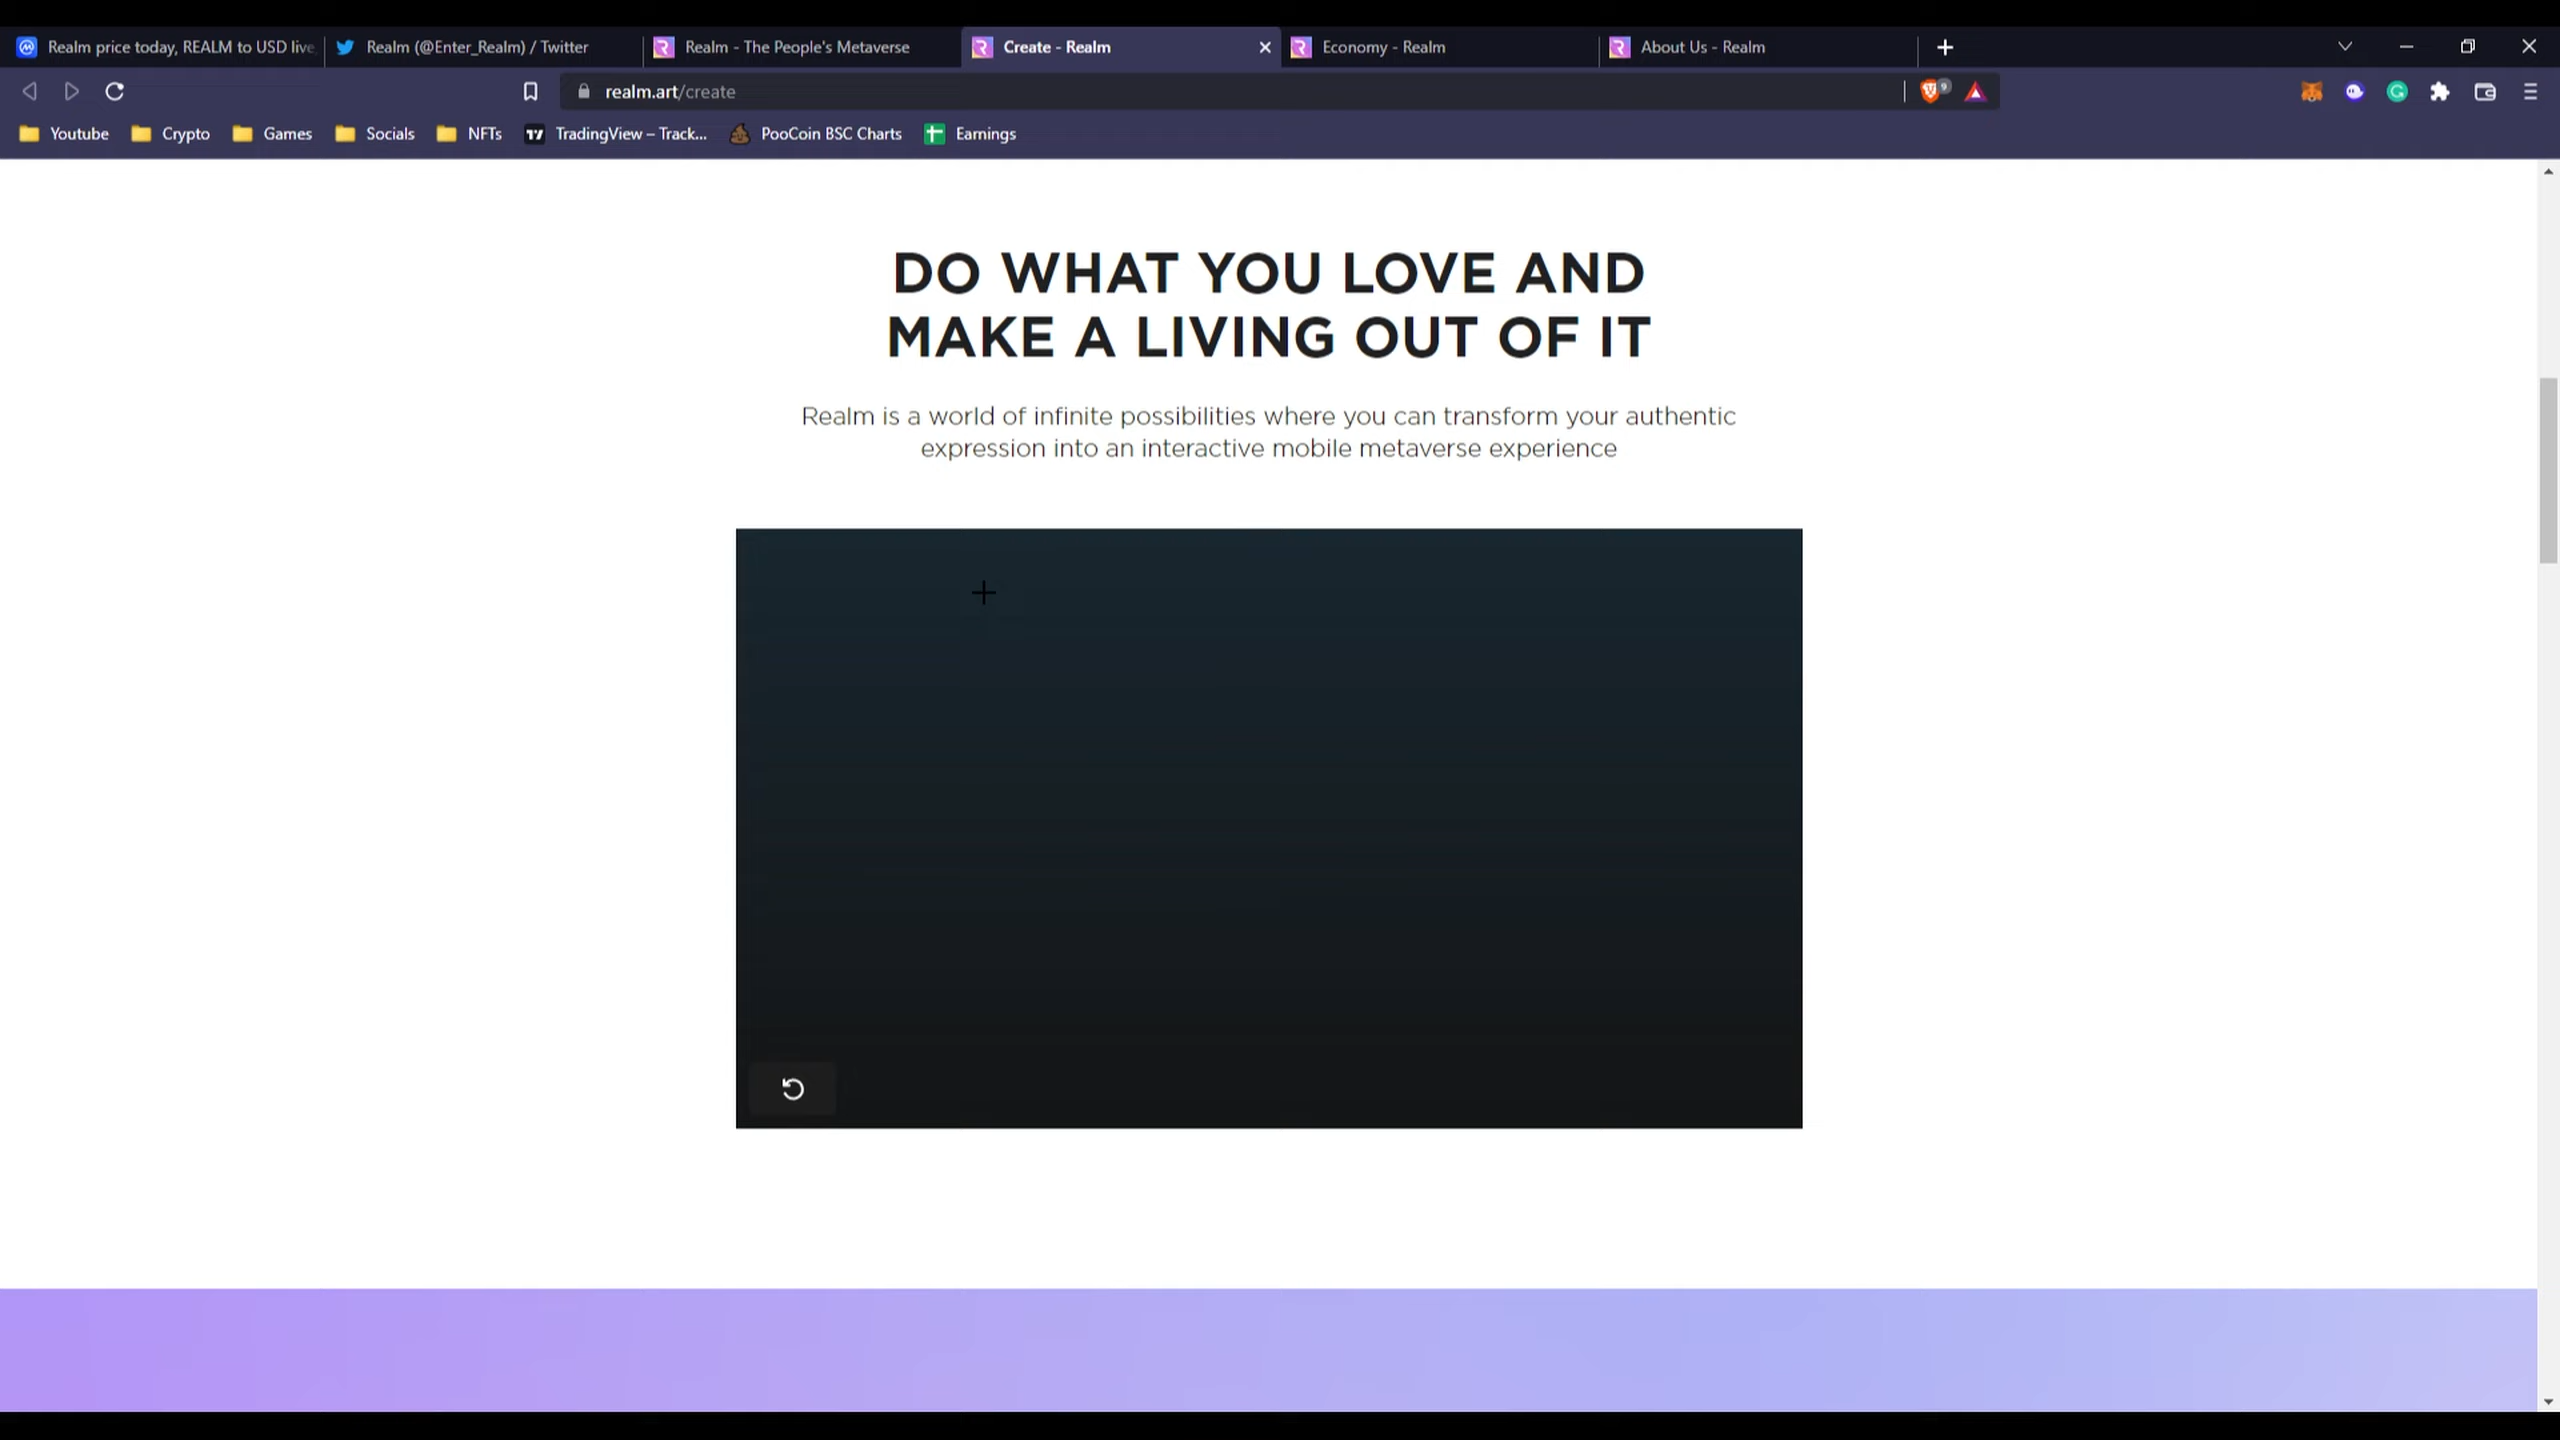 Realm price today, REALM to USD live,
Realm (@Enter_Realm) / Twitter
Realm - The People's Metaverse
Create - Realm
Economy - Realm
About Us - Realm
realm.art/create
9
Youtube
Crypto
Games
Socials
NFTs
TradingView – Track...
PooCoin BSC Charts
Earnings
DO WHAT YOU LOVE AND
MAKE A LIVING OUT OF IT
Realm is a world of infinite possibilities where you can transform your authentic
expression into an interactive mobile metaverse experience